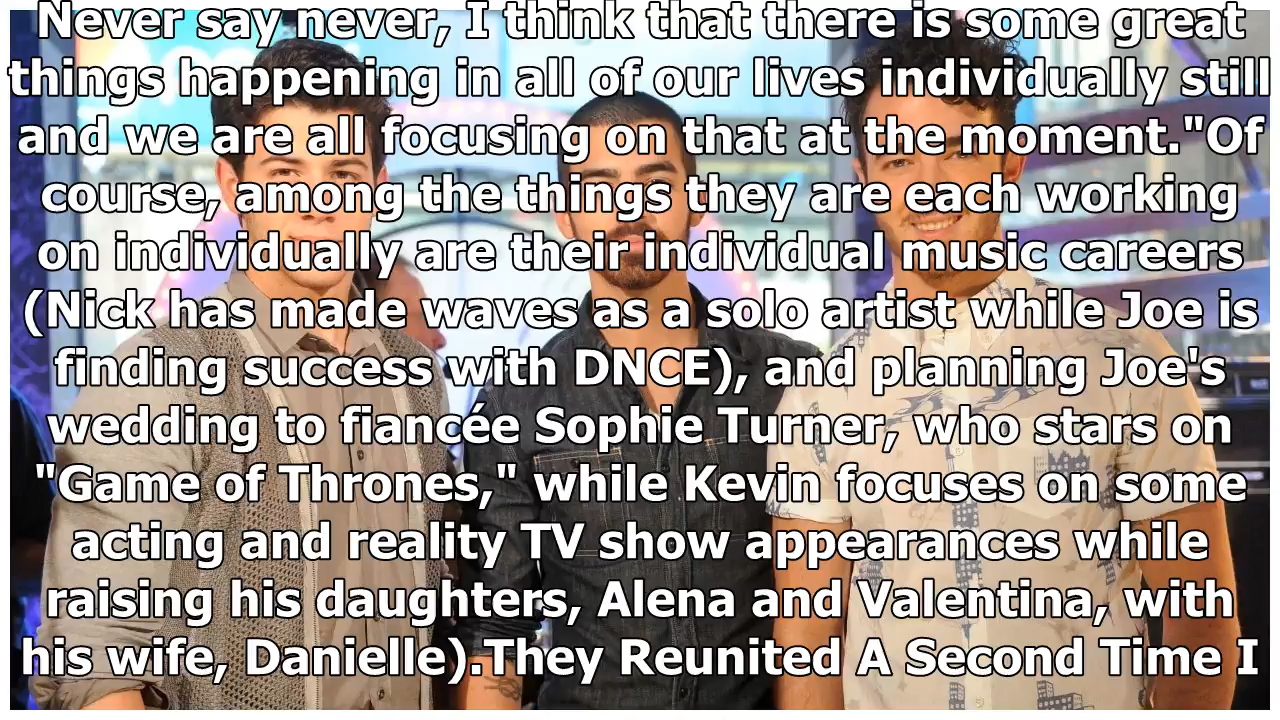 Never say never, I think that there is some great
things happening in all of our lives individually still
and we are all focusing on that at the moment."Of
course, among the things they are each working
on individually are their individual music careers
(Nick has made waves as a solo artist while Joe is
finding success with DNCE), and planning Joe's
wedding to fiancée Sophie Turner, who stars on
"Game of Thrones," while Kevin focuses on some
acting and reality TV show appearances while
raising his daughters, Alena and Valentina, with
his wife, Danielle).They Reunited A Second Time I